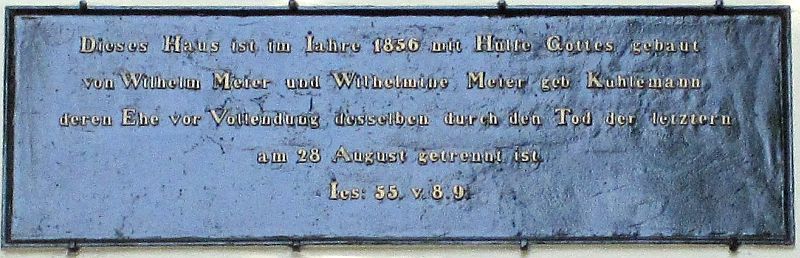 Dieses Haus ist im Iahre 1856 mit Hülfe Gottes gebaut
von Wilhelm Meier und Wilhelmine Meier geb Kuhlemann
deren Ehe vor Vollendung desselben durch den Tod der letztern
am 28 August getrennt ist.
Ies: 55. v. 8.9.